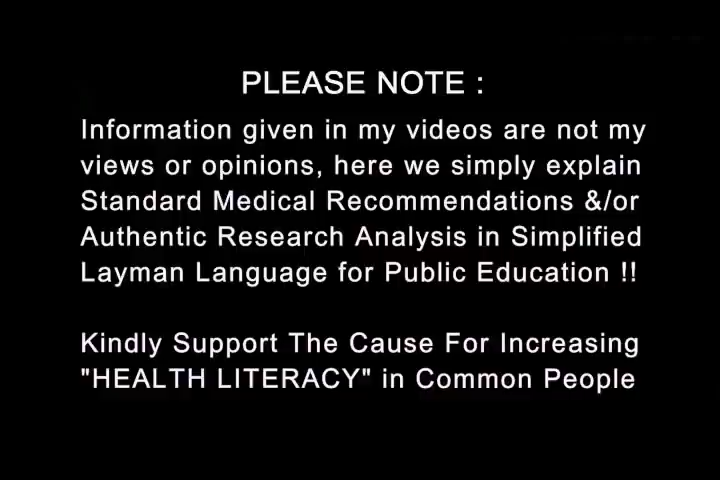 PLEASE NOTE :
Information given in my videos are not my
views or opinions, here we simply explain
Standard Medical Recommendations &/or
Authentic Research Analysis in Simplified
Layman Language for Public Education !!
Kindly Support The Cause For Increasing
"HEALTH LITERACY" in Common People